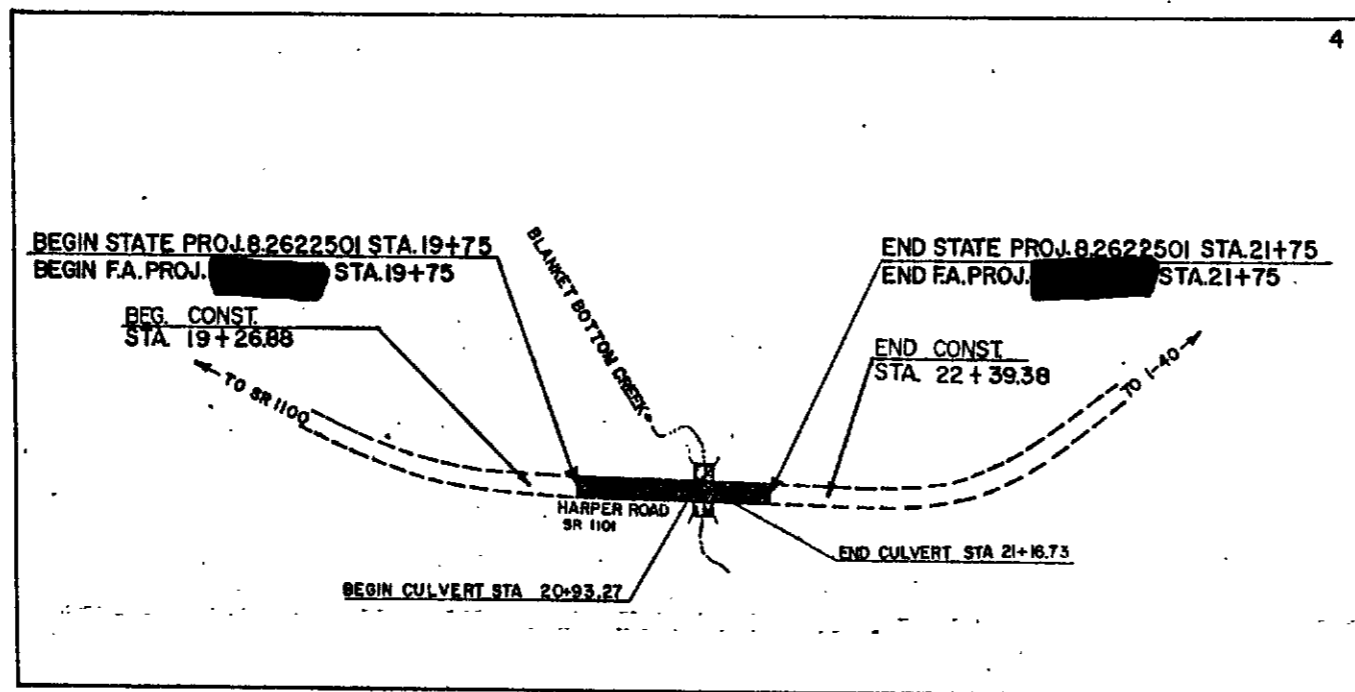 4
BEGIN STATE PROJ.8.2622501 STA.19+75
BEGIN F.A.PROJ. STA.19+75
BEG. CONST.
STA. 19+26.88
BLANKET BOTTOM CREEK
END STATE PROJ.8.2622501 STA.21+75
END F.A.PROJ. STA.21+75
END CONST.
STA. 22+39.38
TO SR 1100
TO I-40
HARPER ROAD
SR 1101
END CULVERT STA 21+16.73
BEGIN CULVERT STA 20+93.27